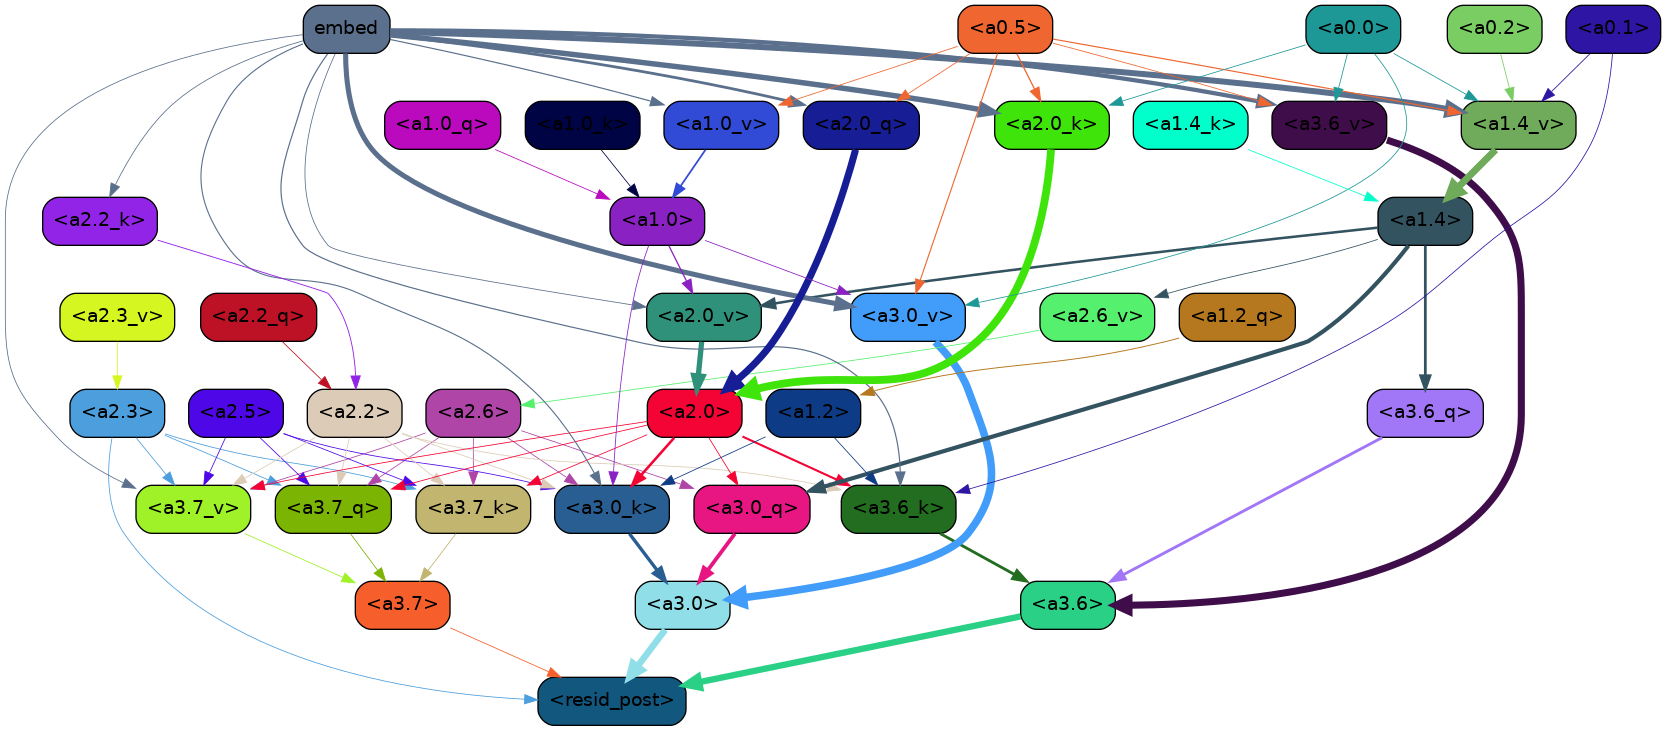 embed <a0.5> <a0.0> <a0.2> <a0.1>
<a1.0_q> <a1.0_k> <a1.0_v> <a2.0_q> <a2.0_k> <a1.4_k> <a3.6_v> <a1.4_v>
<a2.2_k> <a1.0> <a1.4>
<a2.3_v> <a2.2_q> <a2.0_v> <a3.0_v> <a2.6_v> <a1.2_q>
<a2.3> <a2.5> <a2.2> <a2.6> <a2.0> <a1.2> <a3.6_q>
<a3.7_v> <a3.7_q> <a3.7_k> <a3.0_k> <a3.0_q> <a3.6_k>
<a3.7> <a3.0> <a3.6>
<resid_post>